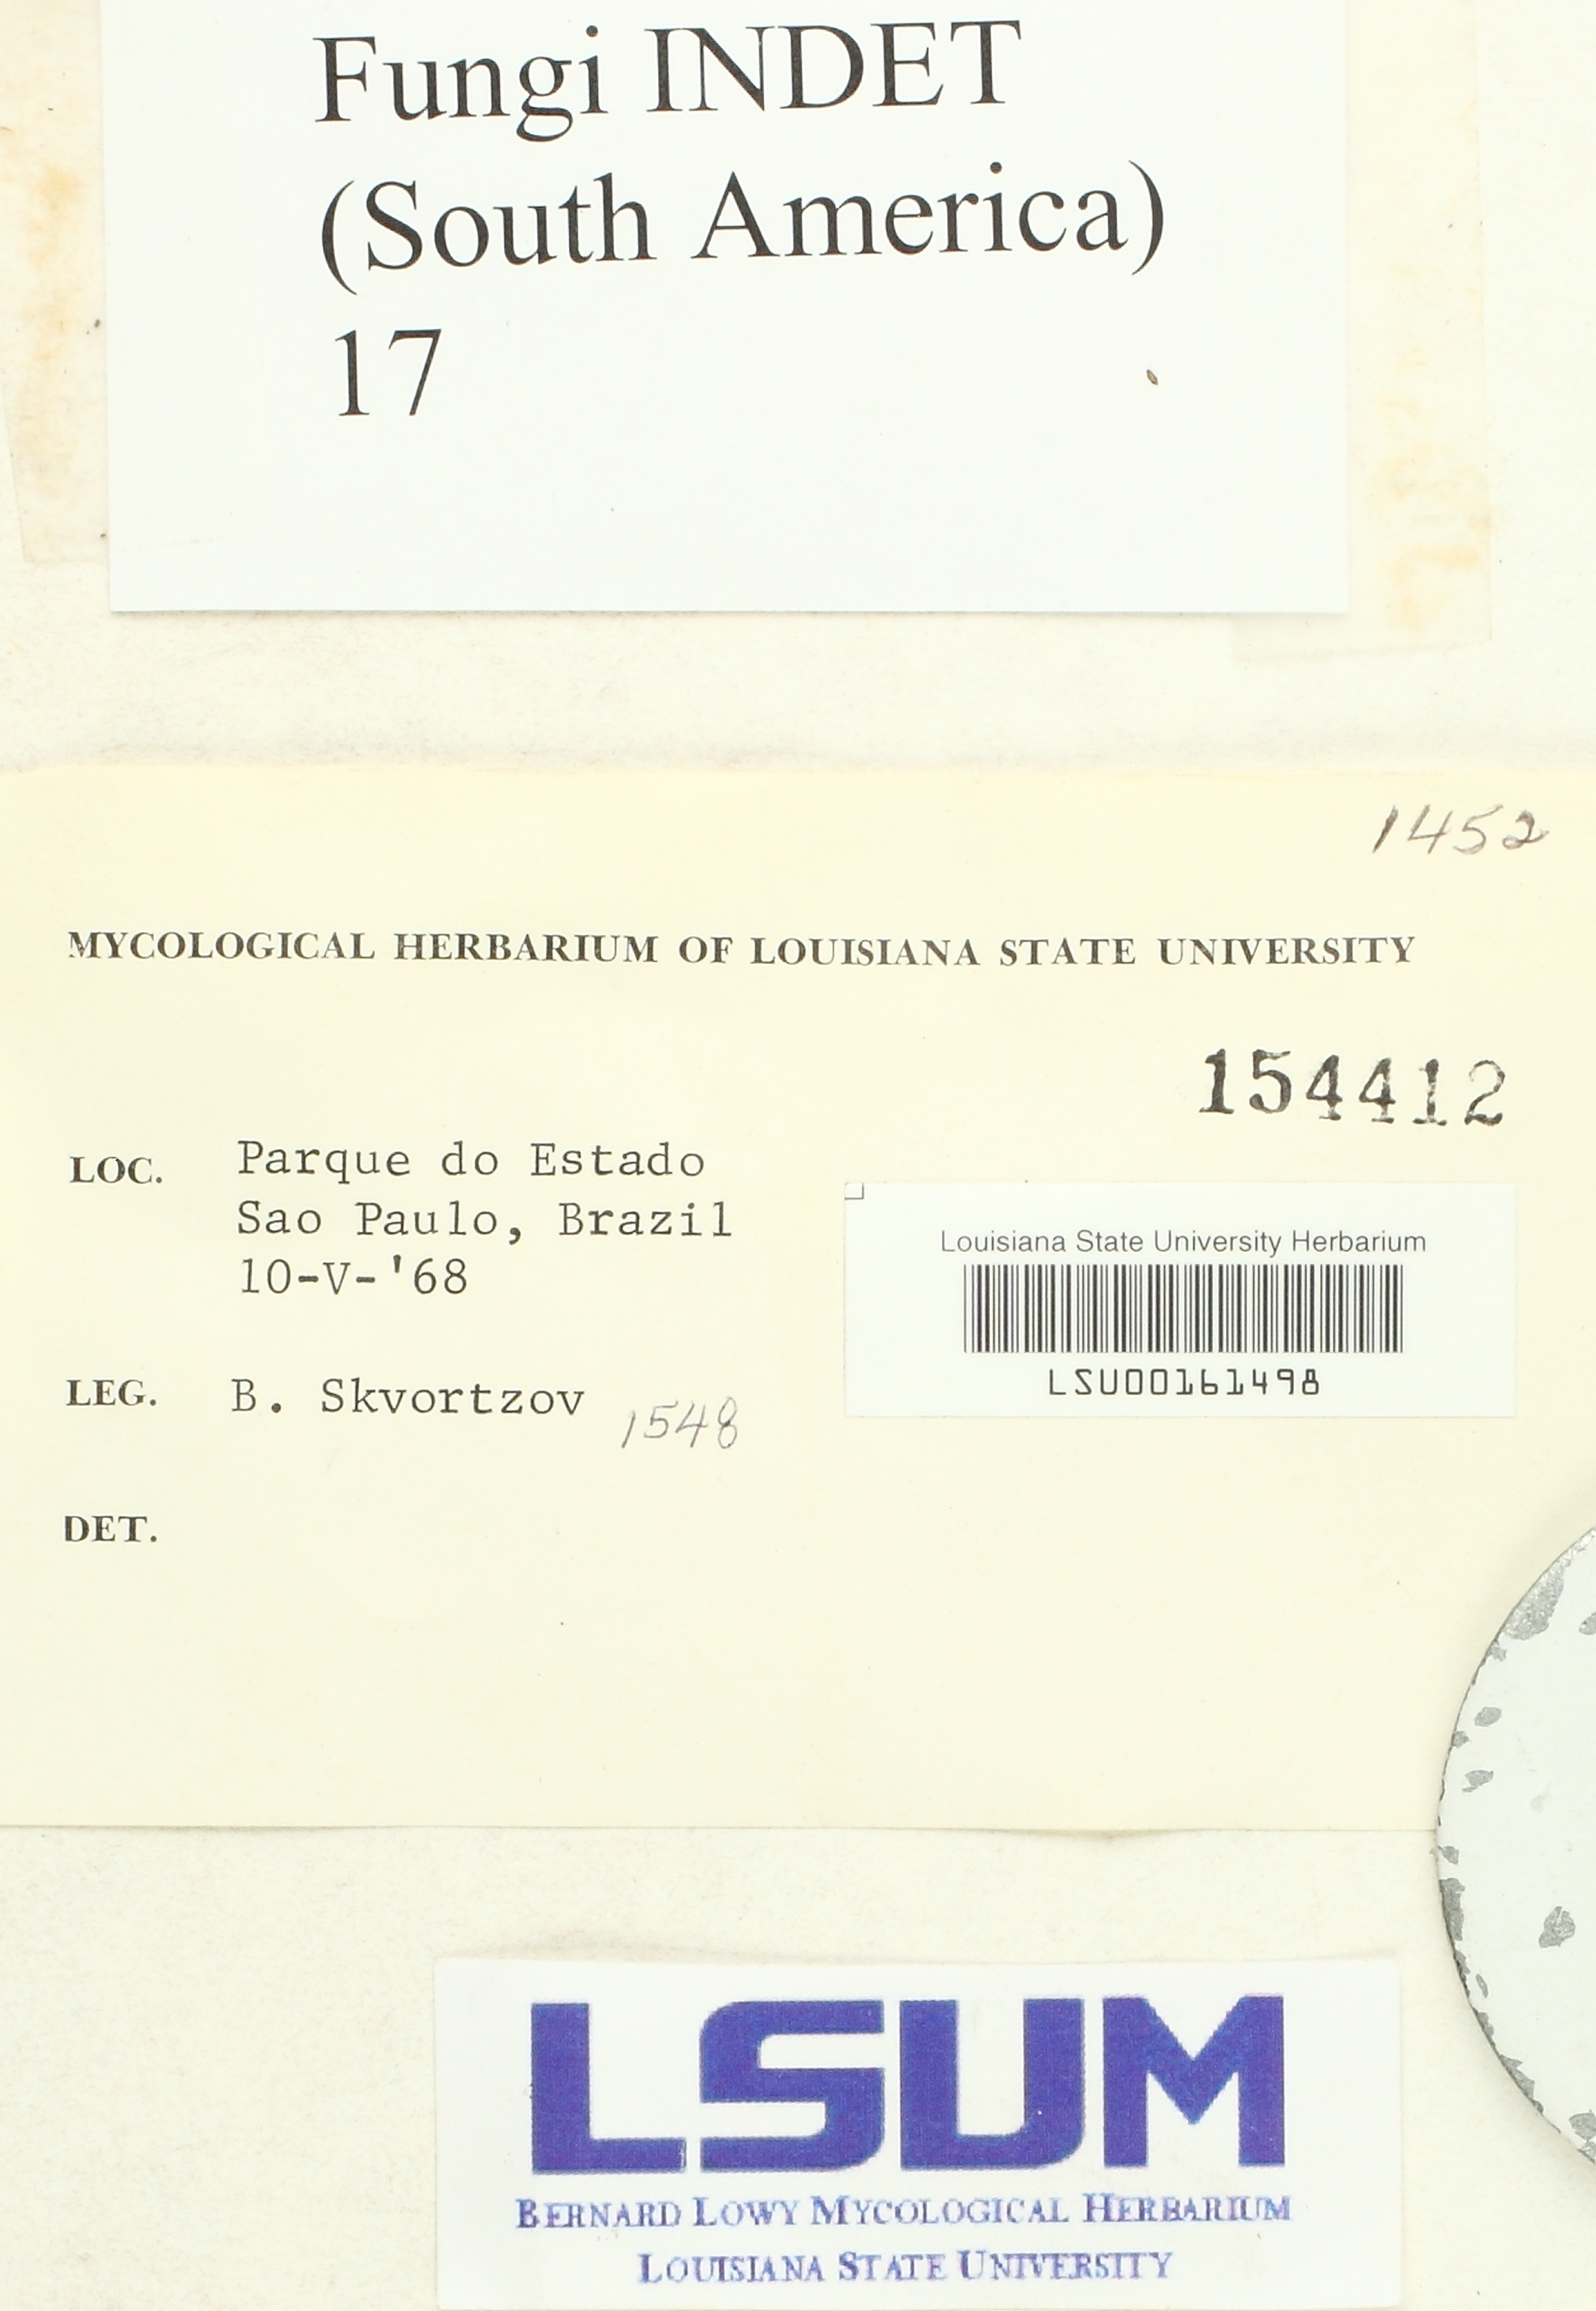 Fungi INDET
(South America)
17
1452
MYCOLOGICAL HERBARIUM OF LOUISIANA STATE UNIVERSITY
154412
LOC. Parque do Estado
Sao Paulo, Brazil
10-V-'68
Louisiana State University Herbarium
LSU00161498
LEG. B. Skvortzov 1548
DET.
LSUM
BERNARD LOWY MYCOLOGICAL HERBARIUM
LOUISIANA STATE UNIVERSITY